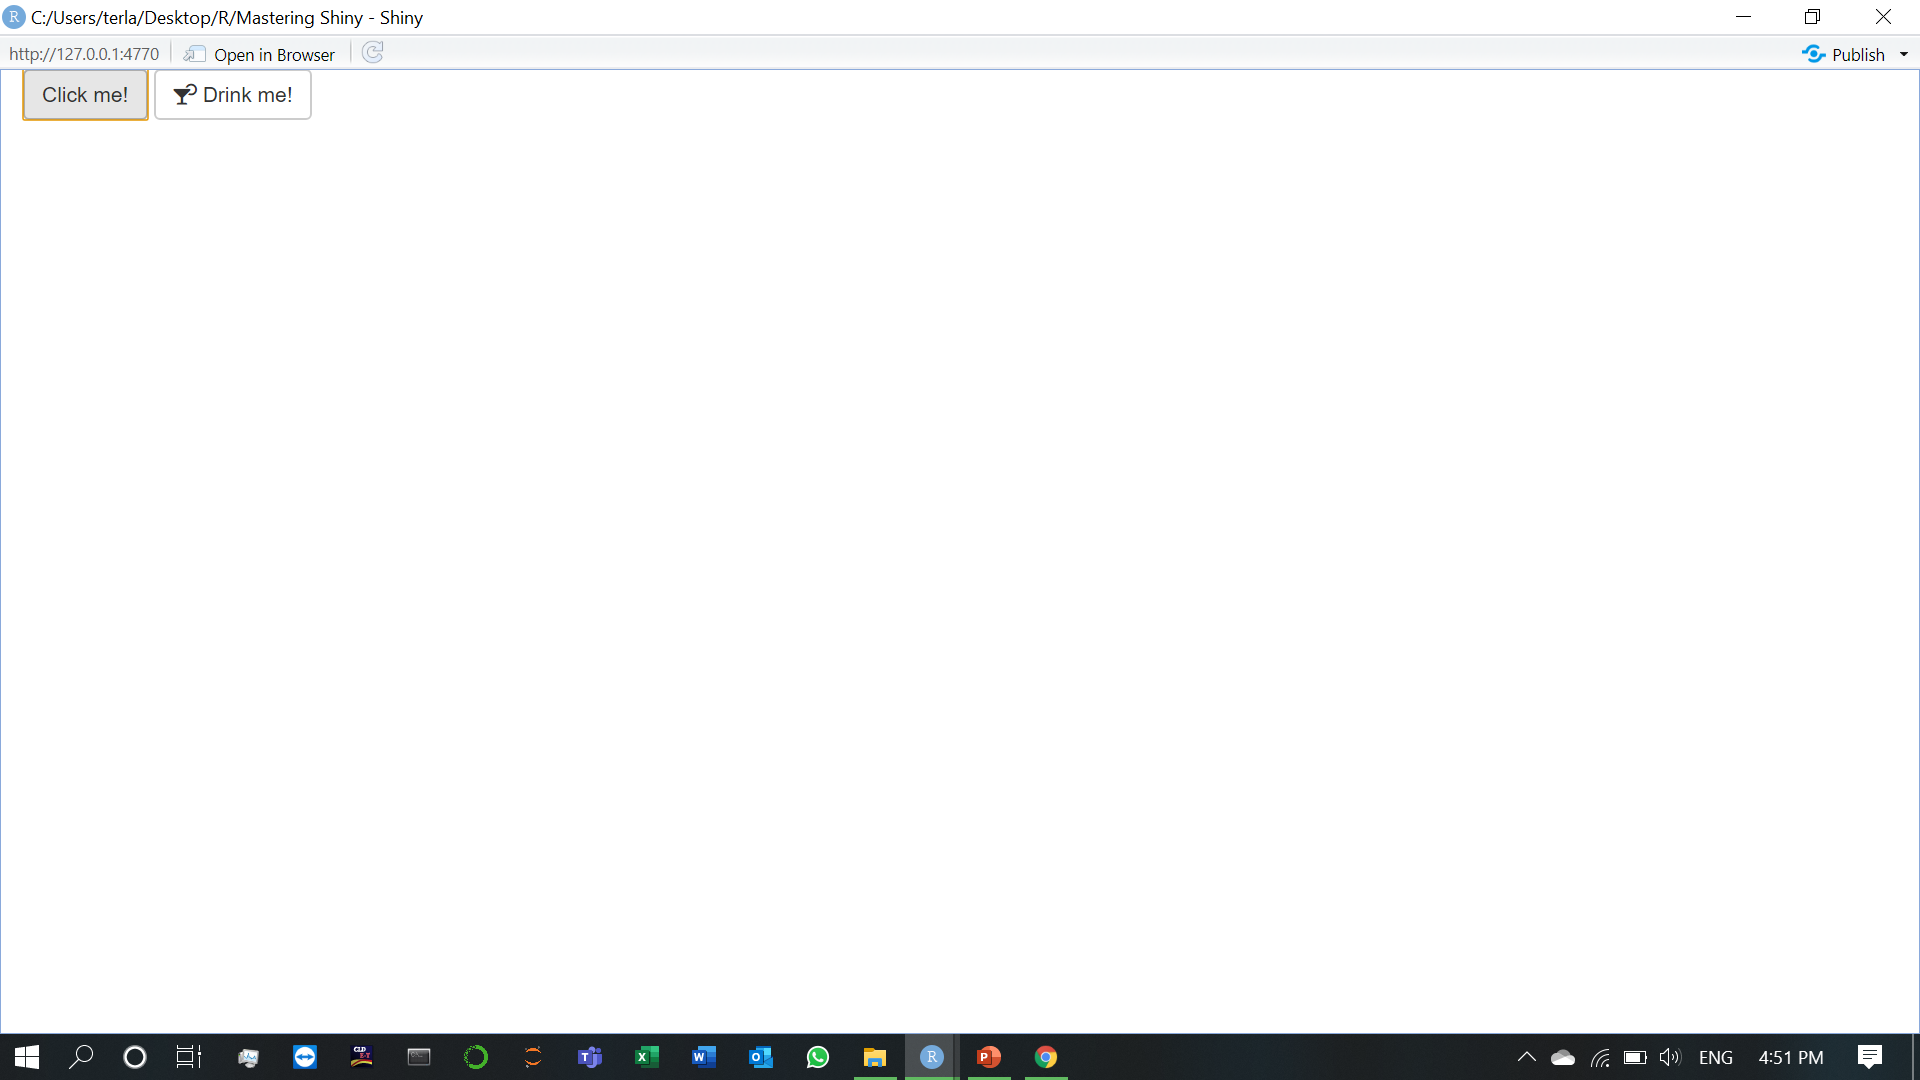 R C:/Users/terla/Desktop/R/Mastering Shiny - Shiny
http://127.0.0.1:4770 Open in Browser Publish
Click me! Drink me!
CLD
E-T
T X W O R P ENG 4:51 PM